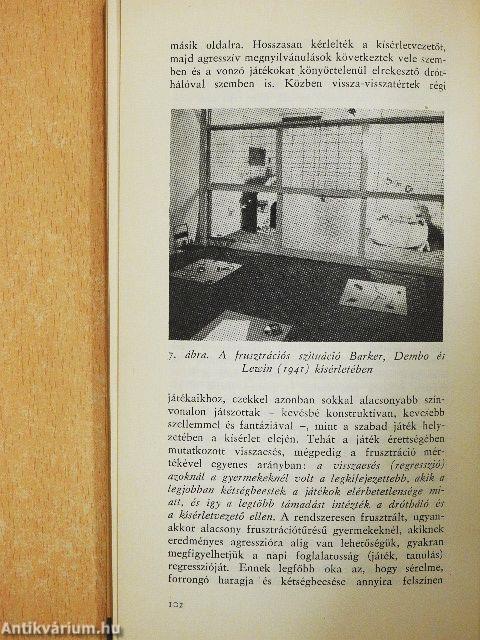 másik oldalra. Hosszasan kérlelték a kísérletvezetőt,
majd agresszív megnyilvánulások következtek vele szem-
ben és a vonzó játékokat könyörtelenül elrekesztő drót-
hálóval szemben is. Közben vissza-visszatértek régi
7. ábra. A frusztrációs szituáció Barker, Dembo és
Lewin (1941) kísérletében
játékaikhoz, ezekkel azonban sokkal alacsonyabb szín-
vonalon játszottak – kevésbé konstruktívan, kevesebb
szellemmel és fantáziával –, mint a szabad játék hely-
zetében a kísérlet elején. Tehát a játék érettségében
mutatkozott visszaesés, mégpedig a frusztráció mér-
tékével egyenes arányban: a visszaesés (regresszió)
azoknál a gyermekeknél volt a legkifejezettebb, akik a
legjobban kétségbeestek a játékok elérhetetlensége mi-
att, és így a legtöbb támadást intézték a drótháló és
a kísérletvezető ellen. A rendszeresen frusztrált, ugyan-
akkor alacsony frusztrációtűrésű gyermekeknél, akiknek
eredményes agresszióra alig van lehetőségük, gyakran
megfigyelhetjük a napi foglalatosság (játék, tanulás)
regresszióját. Ennek legfőbb oka az, hogy sérelme,
forrongó haragja és kétségbeesése annyira felszínen
102
Antikvárium.hu